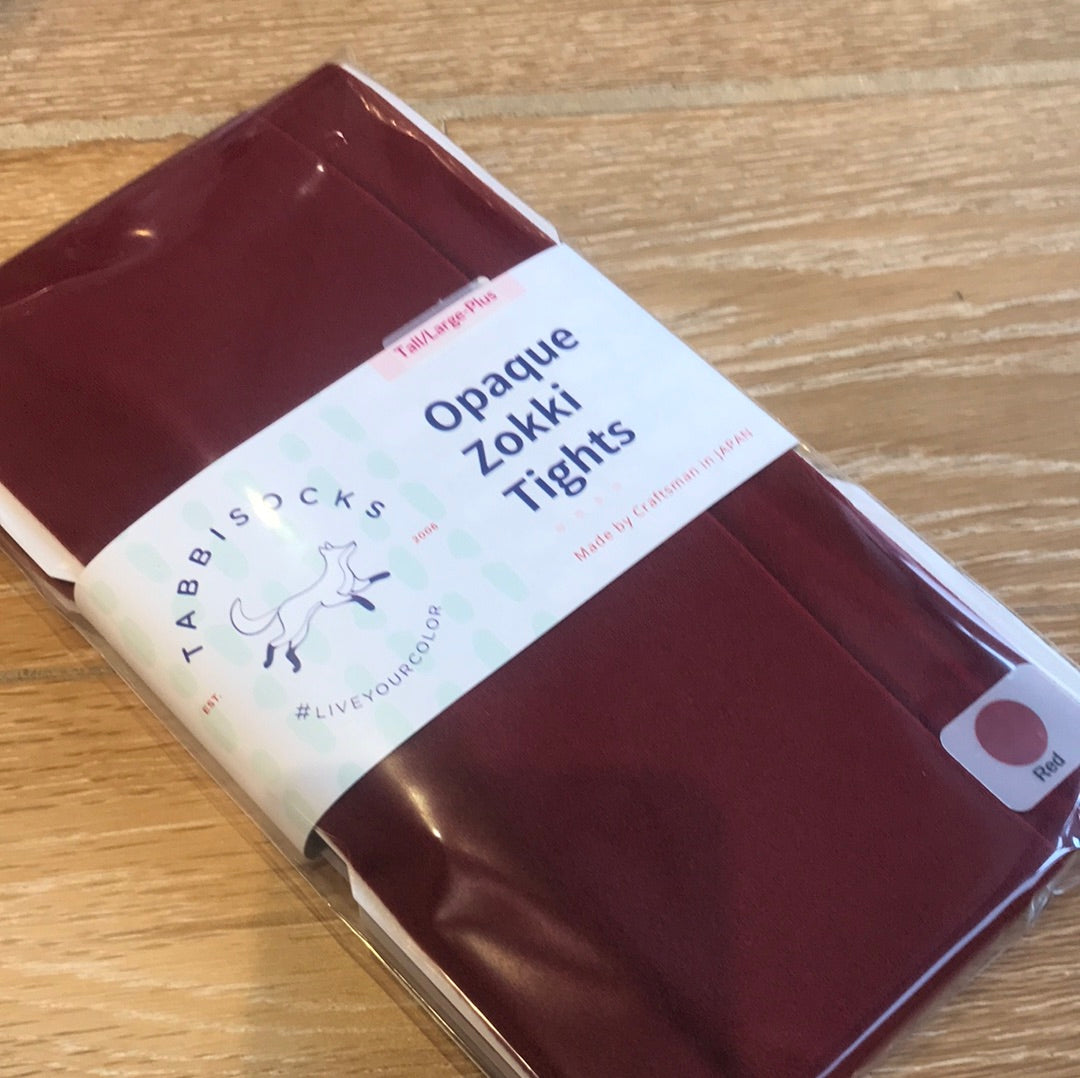 Tall/Large-Plus
Opaque
Zokki
Tights
Made by Craftsman in JAPAN
TABBISOCKS
EST.
2006
#LIVEYOURCOLOR
Red